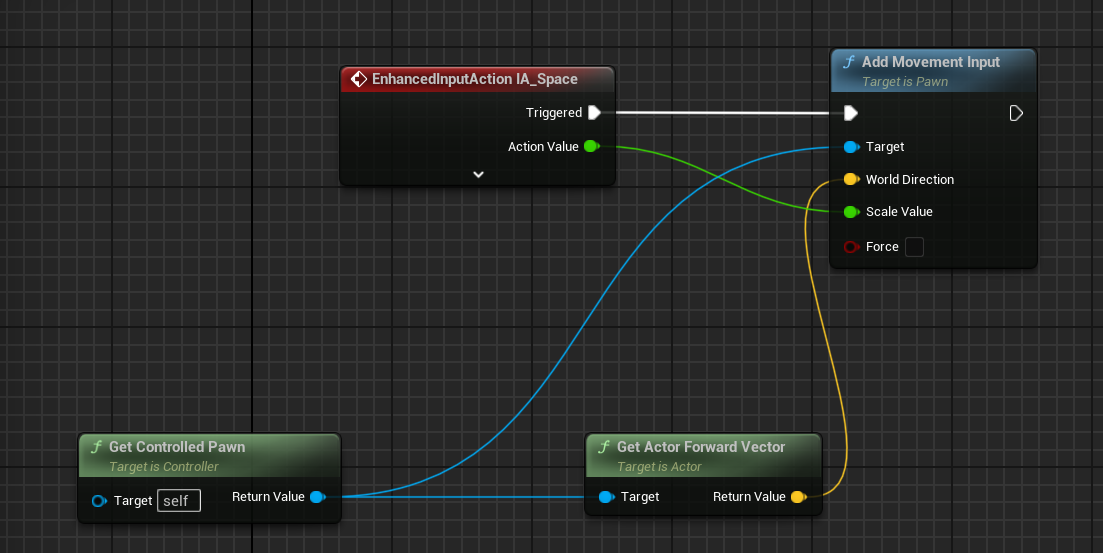 EnhancedInputAction IA_Space
Triggered
Action Value
f Add Movement Input
Target is Pawn
Target
World Direction
Scale Value
Force
f Get Controlled Pawn
Target is Controller
Target self Return Value
f Get Actor Forward Vector
Target is Actor
Target Return Value